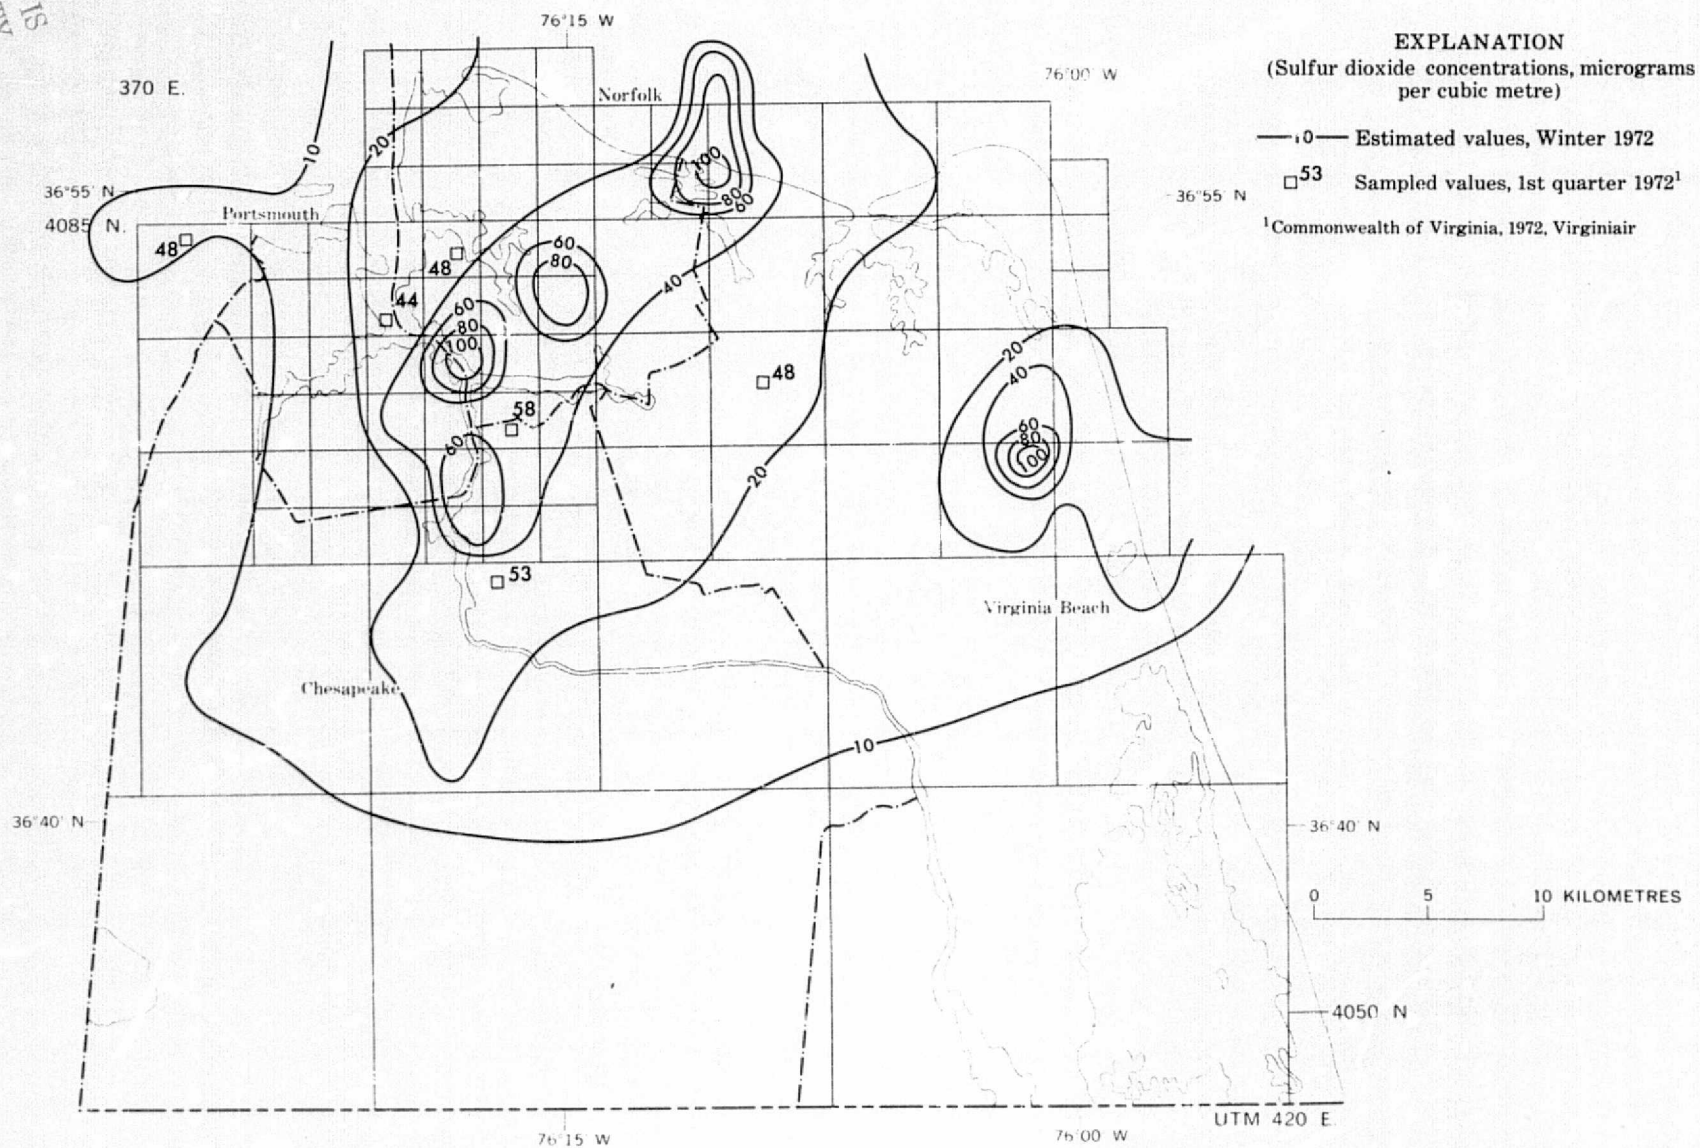 IS
76°15' W
EXPLANATION
(Sulfur dioxide concentrations, micrograms
per cubic metre)
10 Estimated values, Winter 1972
53 Sampled values, 1st quarter 1972¹
¹Commonwealth of Virginia, 1972, Virginiair
370 E.
Norfolk
76°00' W
10
20
100
80
60
36°55' N
36°55' N
4085 N.
Portsmouth
48
48
60
80
40
44
60
80
100
48
58
60
20
20
40
60
80
100
53
Virginia Beach
Chesapeake
10
36°40' N
36°40' N
0 5 10 KILOMETRES
4050 N
UTM 420 E.
76°15' W
76°00' W